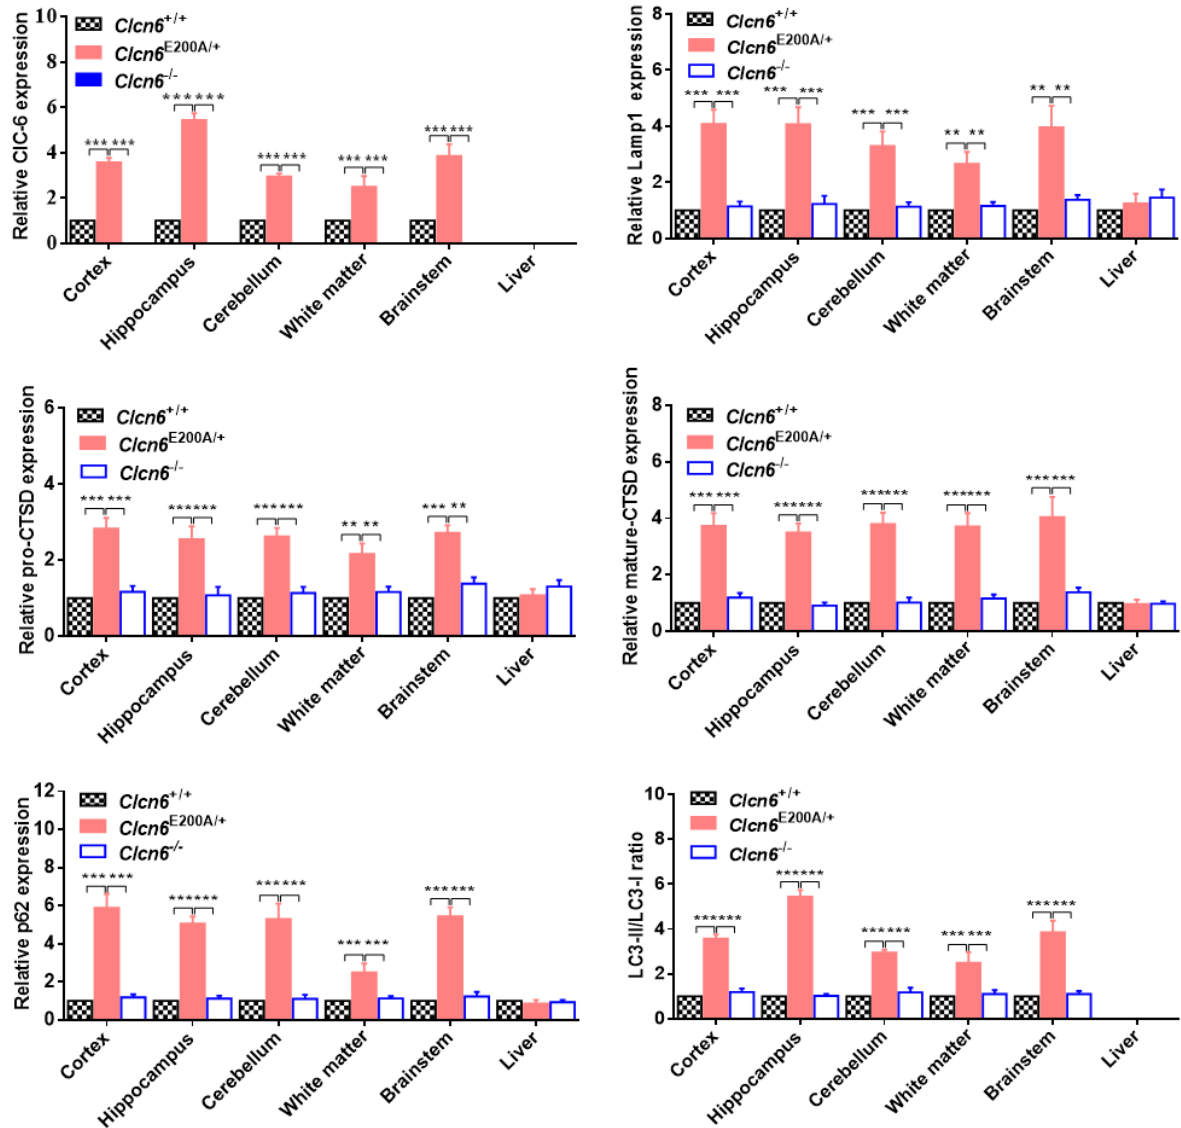 Relative ClC-6 expression
10
8
6
4
2
0
Clcn6+/+
Clcn6E200A/+
Clcn6-/-
*** ***
******
*** ***
*** ***
*** ***
Cortex
Hippocampus
Cerebellum
White matter
Brainstem
Liver
Relative Lamp1 expression
8
6
4
2
0
Clcn6+/+
Clcn6E200A/+
Clcn6-/-
*** ***
*** ***
*** ***
** **
** **
Cortex
Hippocampus
Cerebellum
White matter
Brainstem
Liver
Relative pro-CTSD expression
6
4
2
0
Clcn6+/+
Clcn6E200A/+
Clcn6-/-
*** ***
******
******
** **
*** **
Cortex
Hippocampus
Cerebellum
White matter
Brainstem
Liver
Relative mature-CTSD expression
8
6
4
2
0
Clcn6+/+
Clcn6E200A/+
Clcn6-/-
*** ***
******
******
******
******
Cortex
Hippocampus
Cerebellum
White matter
Brainstem
Liver
Relative p62 expression
12
10
8
6
4
2
0
Clcn6+/+
Clcn6E200A/+
Clcn6-/-
*** ***
******
******
*** ***
******
Cortex
Hippocampus
Cerebellum
White matter
Brainstem
Liver
LC3-II/LC3-I ratio
10
8
6
4
2
0
Clcn6+/+
Clcn6E200A/+
Clcn6-/-
******
******
******
*** ***
******
Cortex
Hippocampus
Cerebellum
White matter
Brainstem
Liver